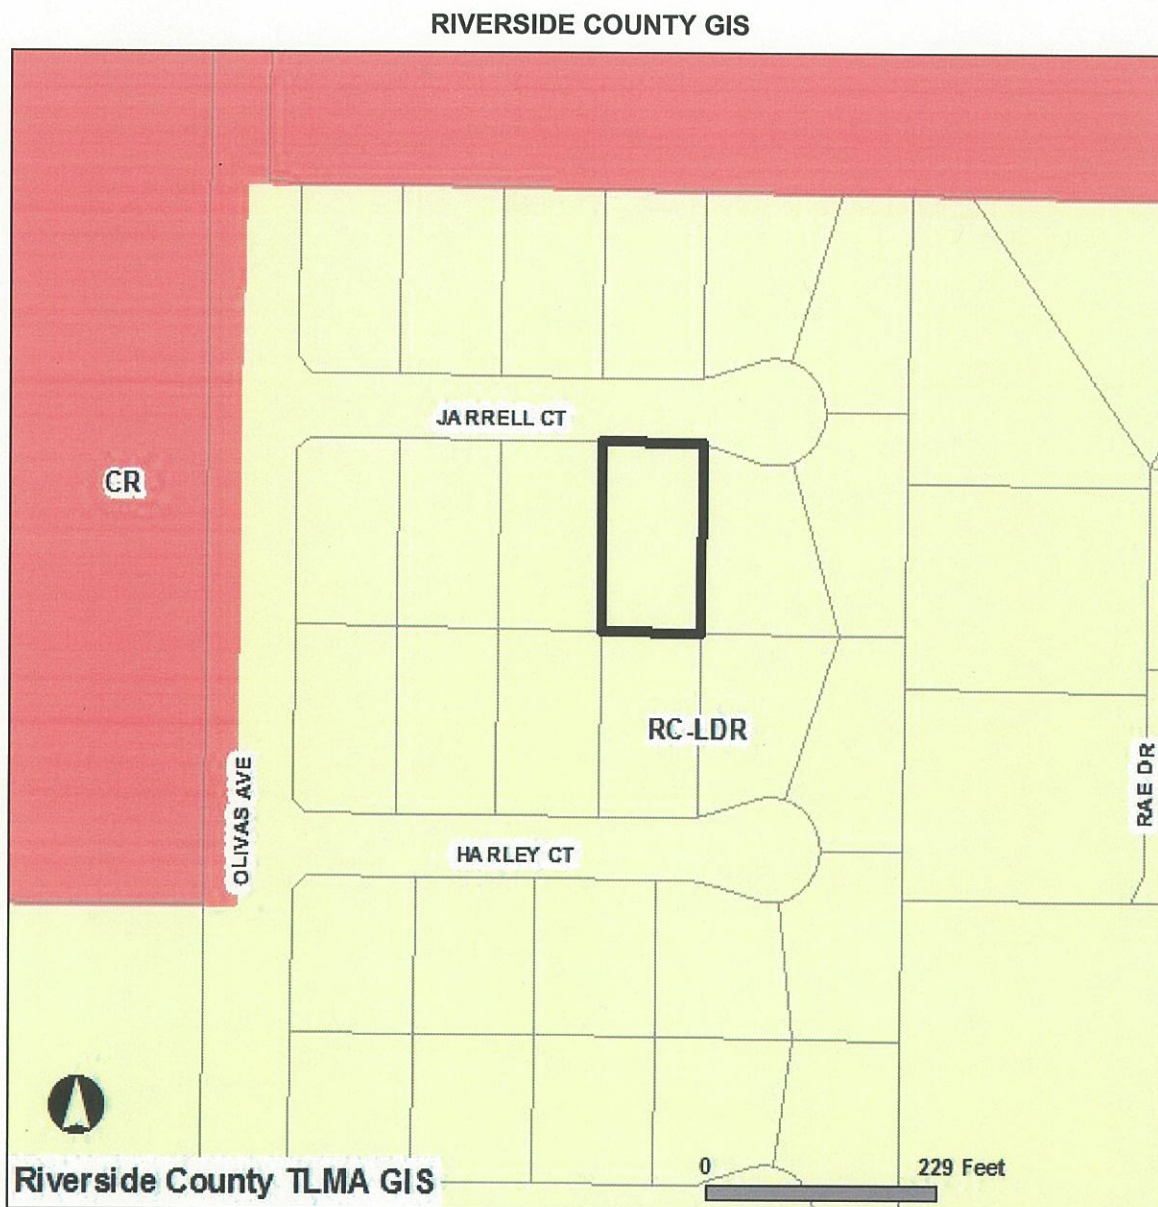 RIVERSIDE COUNTY GIS
JARRELL CT
CR
RC-LDR
OLIVAS AVE
RAE DR
HARLEY CT
0 229 Feet
Riverside County TLMA GIS